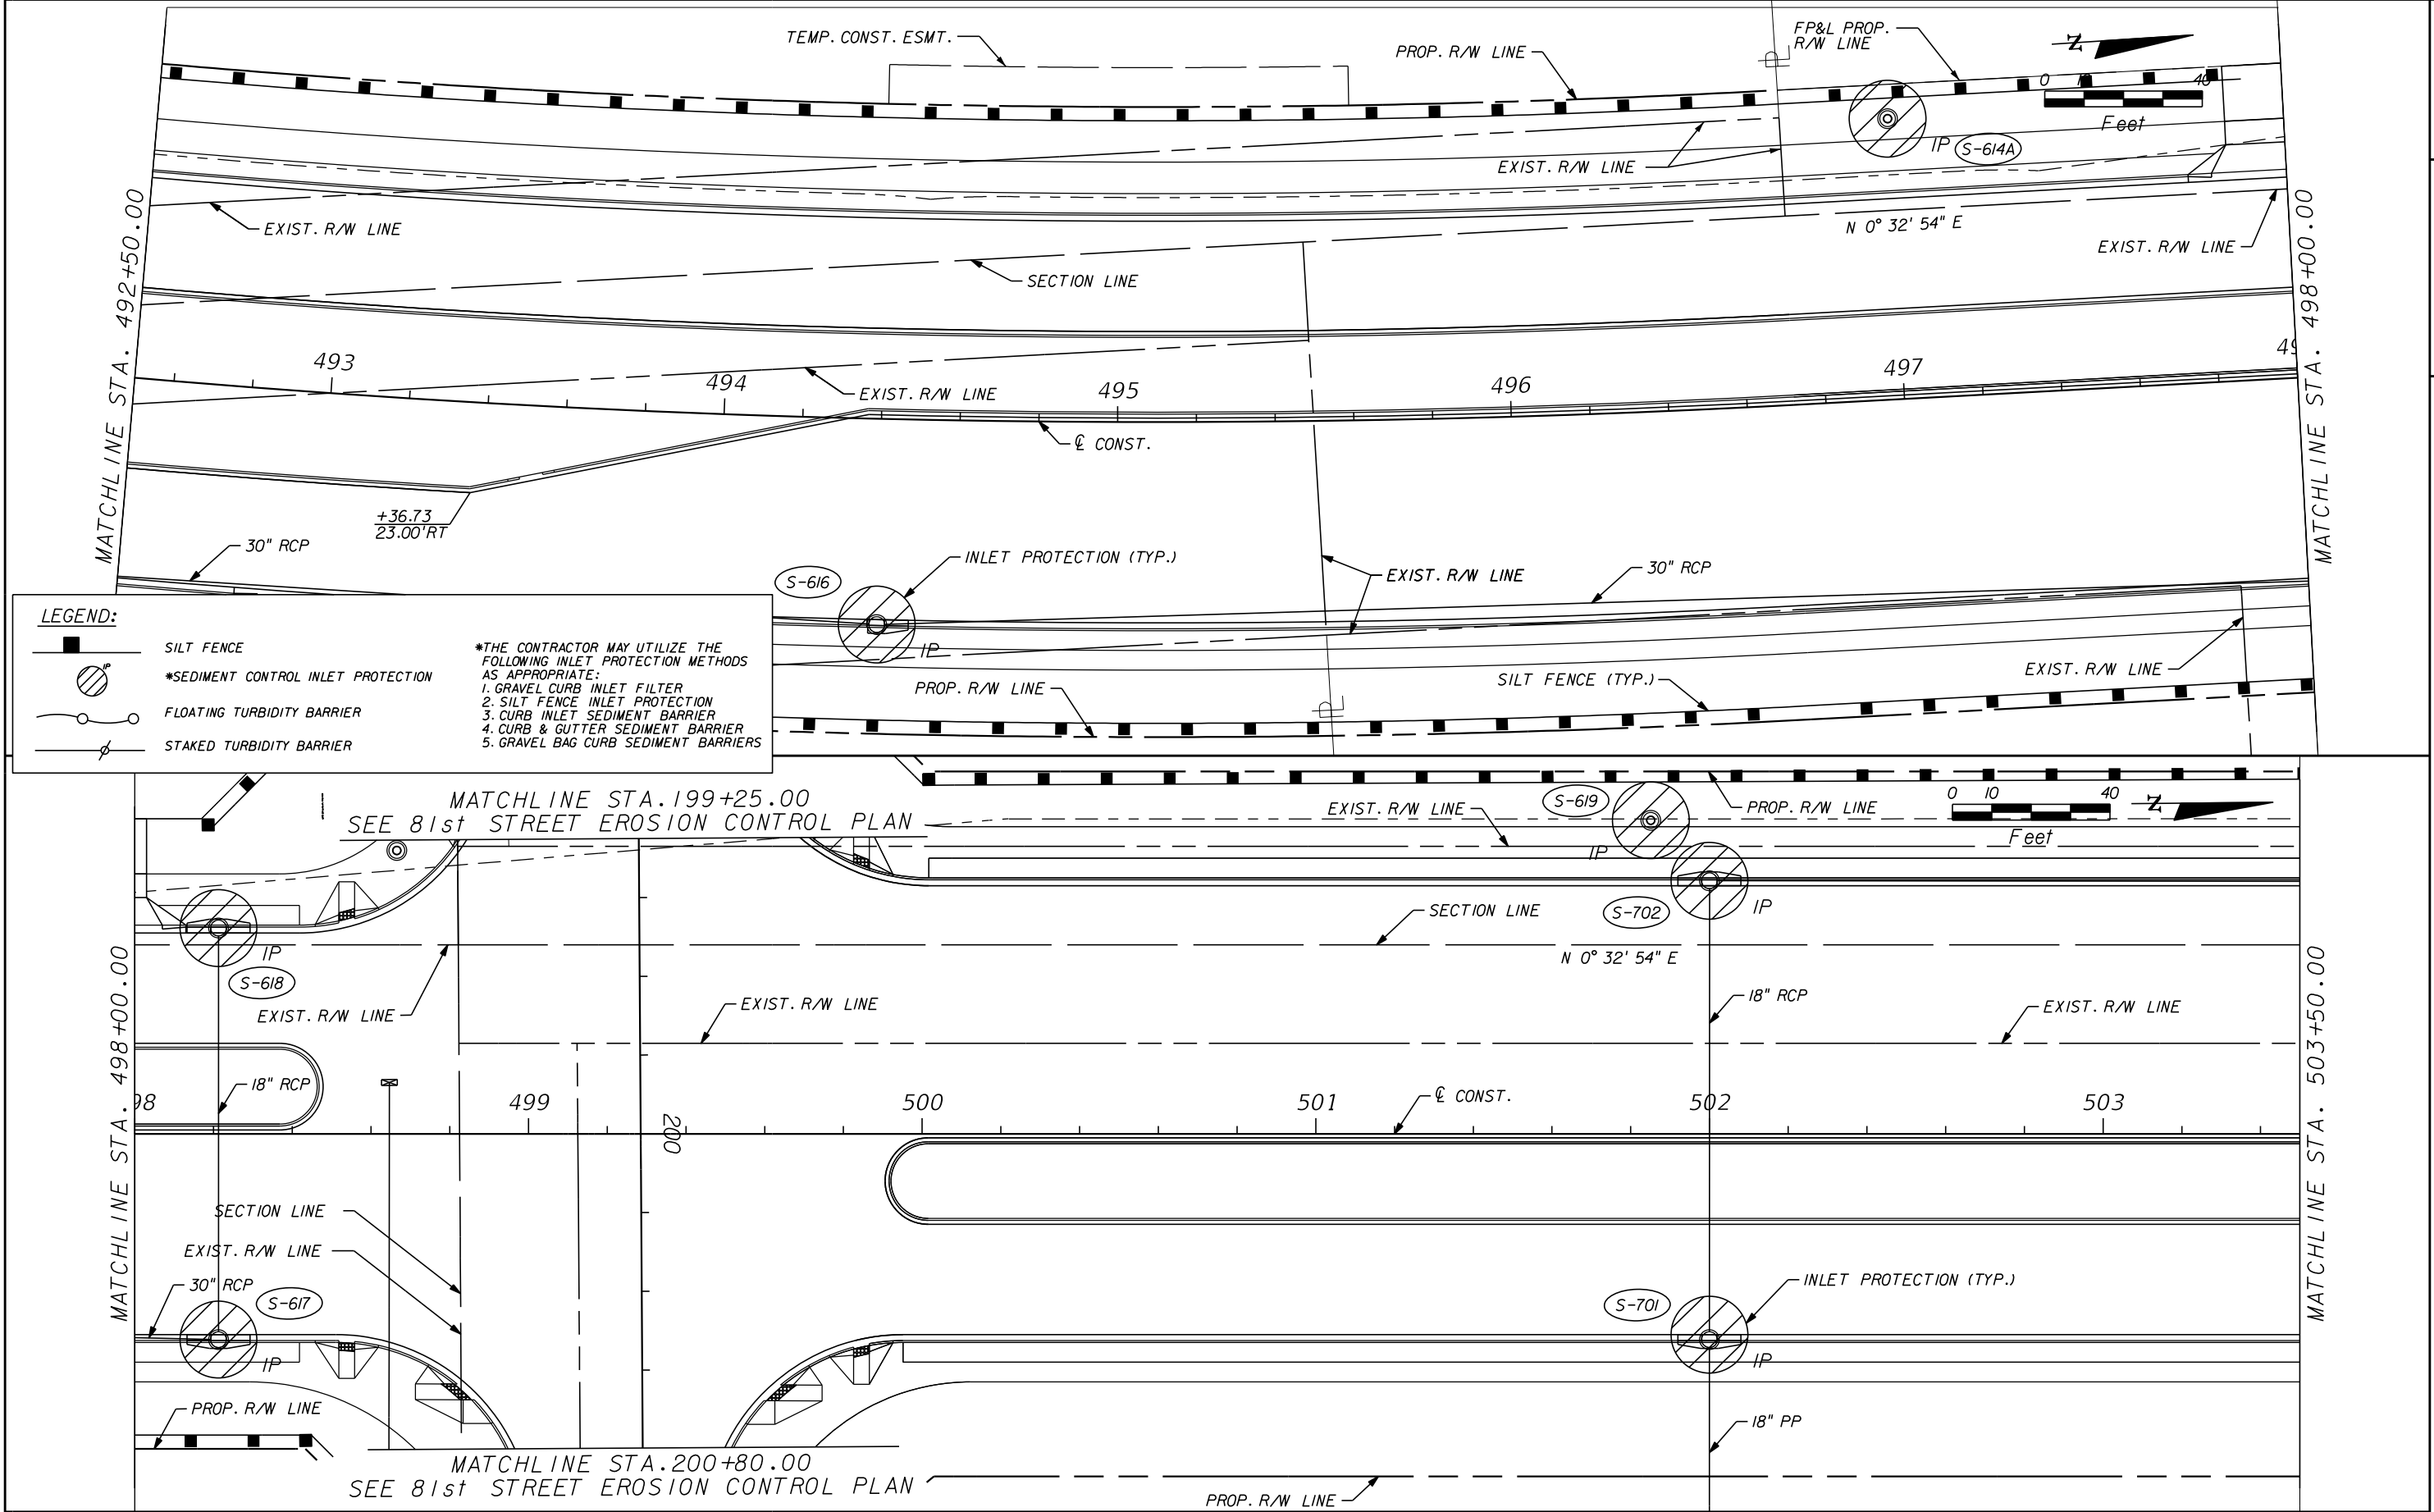 TEMP. CONST. ESMT.
PROP. R/W LINE
FP&L PROP.
R/W LINE
N
0 10 40
Feet
IP
S-614A
EXIST. R/W LINE
EXIST. R/W LINE
N 0° 32' 54" E
EXIST. R/W LINE
SECTION LINE
MATCHLINE STA. 492+50.00
MATCHLINE STA. 498+00.00
493
494
495
496
497
EXIST. R/W LINE
℄ CONST.
+36.73
23.00'RT
30" RCP
S-616
INLET PROTECTION (TYP.)
IP
EXIST. R/W LINE
30" RCP
EXIST. R/W LINE
PROP. R/W LINE
SILT FENCE (TYP.)
LEGEND:
SILT FENCE
IP
*SEDIMENT CONTROL INLET PROTECTION
FLOATING TURBIDITY BARRIER
STAKED TURBIDITY BARRIER
*THE CONTRACTOR MAY UTILIZE THE
FOLLOWING INLET PROTECTION METHODS
AS APPROPRIATE:
1. GRAVEL CURB INLET FILTER
2. SILT FENCE INLET PROTECTION
3. CURB INLET SEDIMENT BARRIER
4. CURB & GUTTER SEDIMENT BARRIER
5. GRAVEL BAG CURB SEDIMENT BARRIERS
MATCHLINE STA. 199+25.00
SEE 81st STREET EROSION CONTROL PLAN
EXIST. R/W LINE
S-619
IP
PROP. R/W LINE
0 10 40
Feet
N
S-702
IP
SECTION LINE
N 0° 32' 54" E
IP
S-618
EXIST. R/W LINE
EXIST. R/W LINE
18" RCP
EXIST. R/W LINE
MATCHLINE STA. 498+00.00
MATCHLINE STA. 503+50.00
18" RCP
98
499
500
501
502
503
200
℄ CONST.
SECTION LINE
EXIST. R/W LINE
30" RCP
S-617
IP
S-701
INLET PROTECTION (TYP.)
IP
PROP. R/W LINE
18" PP
MATCHLINE STA. 200+80.00
SEE 81st STREET EROSION CONTROL PLAN
PROP. R/W LINE